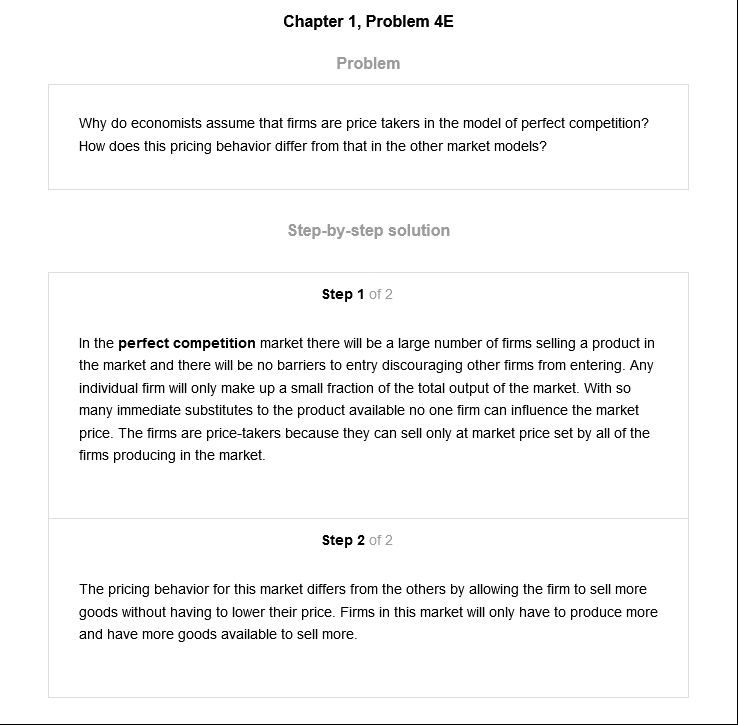 Chapter 1, Problem 4E
Problem
Why do economists assume that firms are price takers in the model of perfect competition?
How does this pricing behavior differ from that in the other market models?
Step-by-step solution
Step 1 of 2
In the perfect competition market there will be a large number of firms selling a product in
the market and there will be no barriers to entry discouraging other firms from entering. Any
individual firm will only make up a small fraction of the total output of the market. With so
many immediate substitutes to the product available no one firm can influence the market
price. The firms are price-takers because they can sell only at market price set by all of the
firms producing in the market.
Step 2 of 2
The pricing behavior for this market differs from the others by allowing the firm to sell more
goods without having to lower their price. Firms in this market will only have to produce more
and have more goods available to sell more.